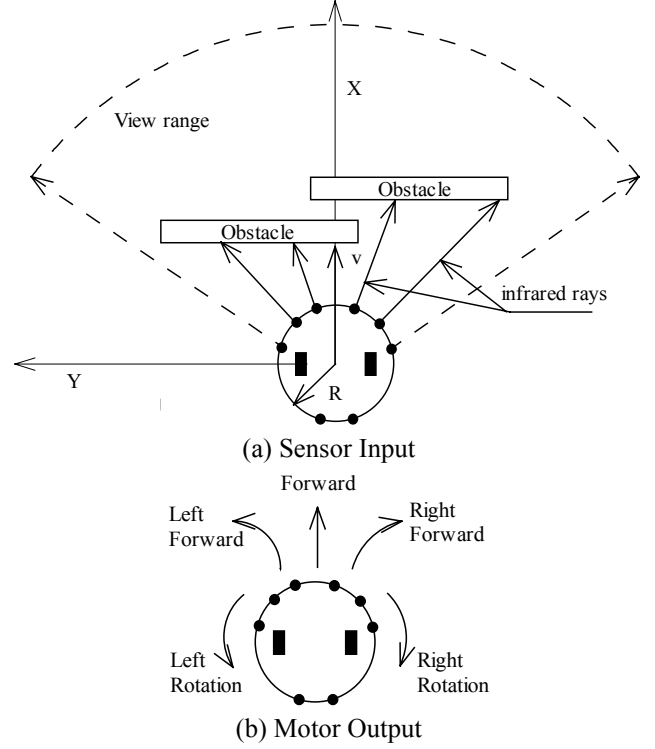 X
View range
Obstacle
Obstacle
v
infrared rays
Y
R
(a) Sensor Input
Forward
Left
Forward
Right
Forward
Left
Rotation
Right
Rotation
(b) Motor Output